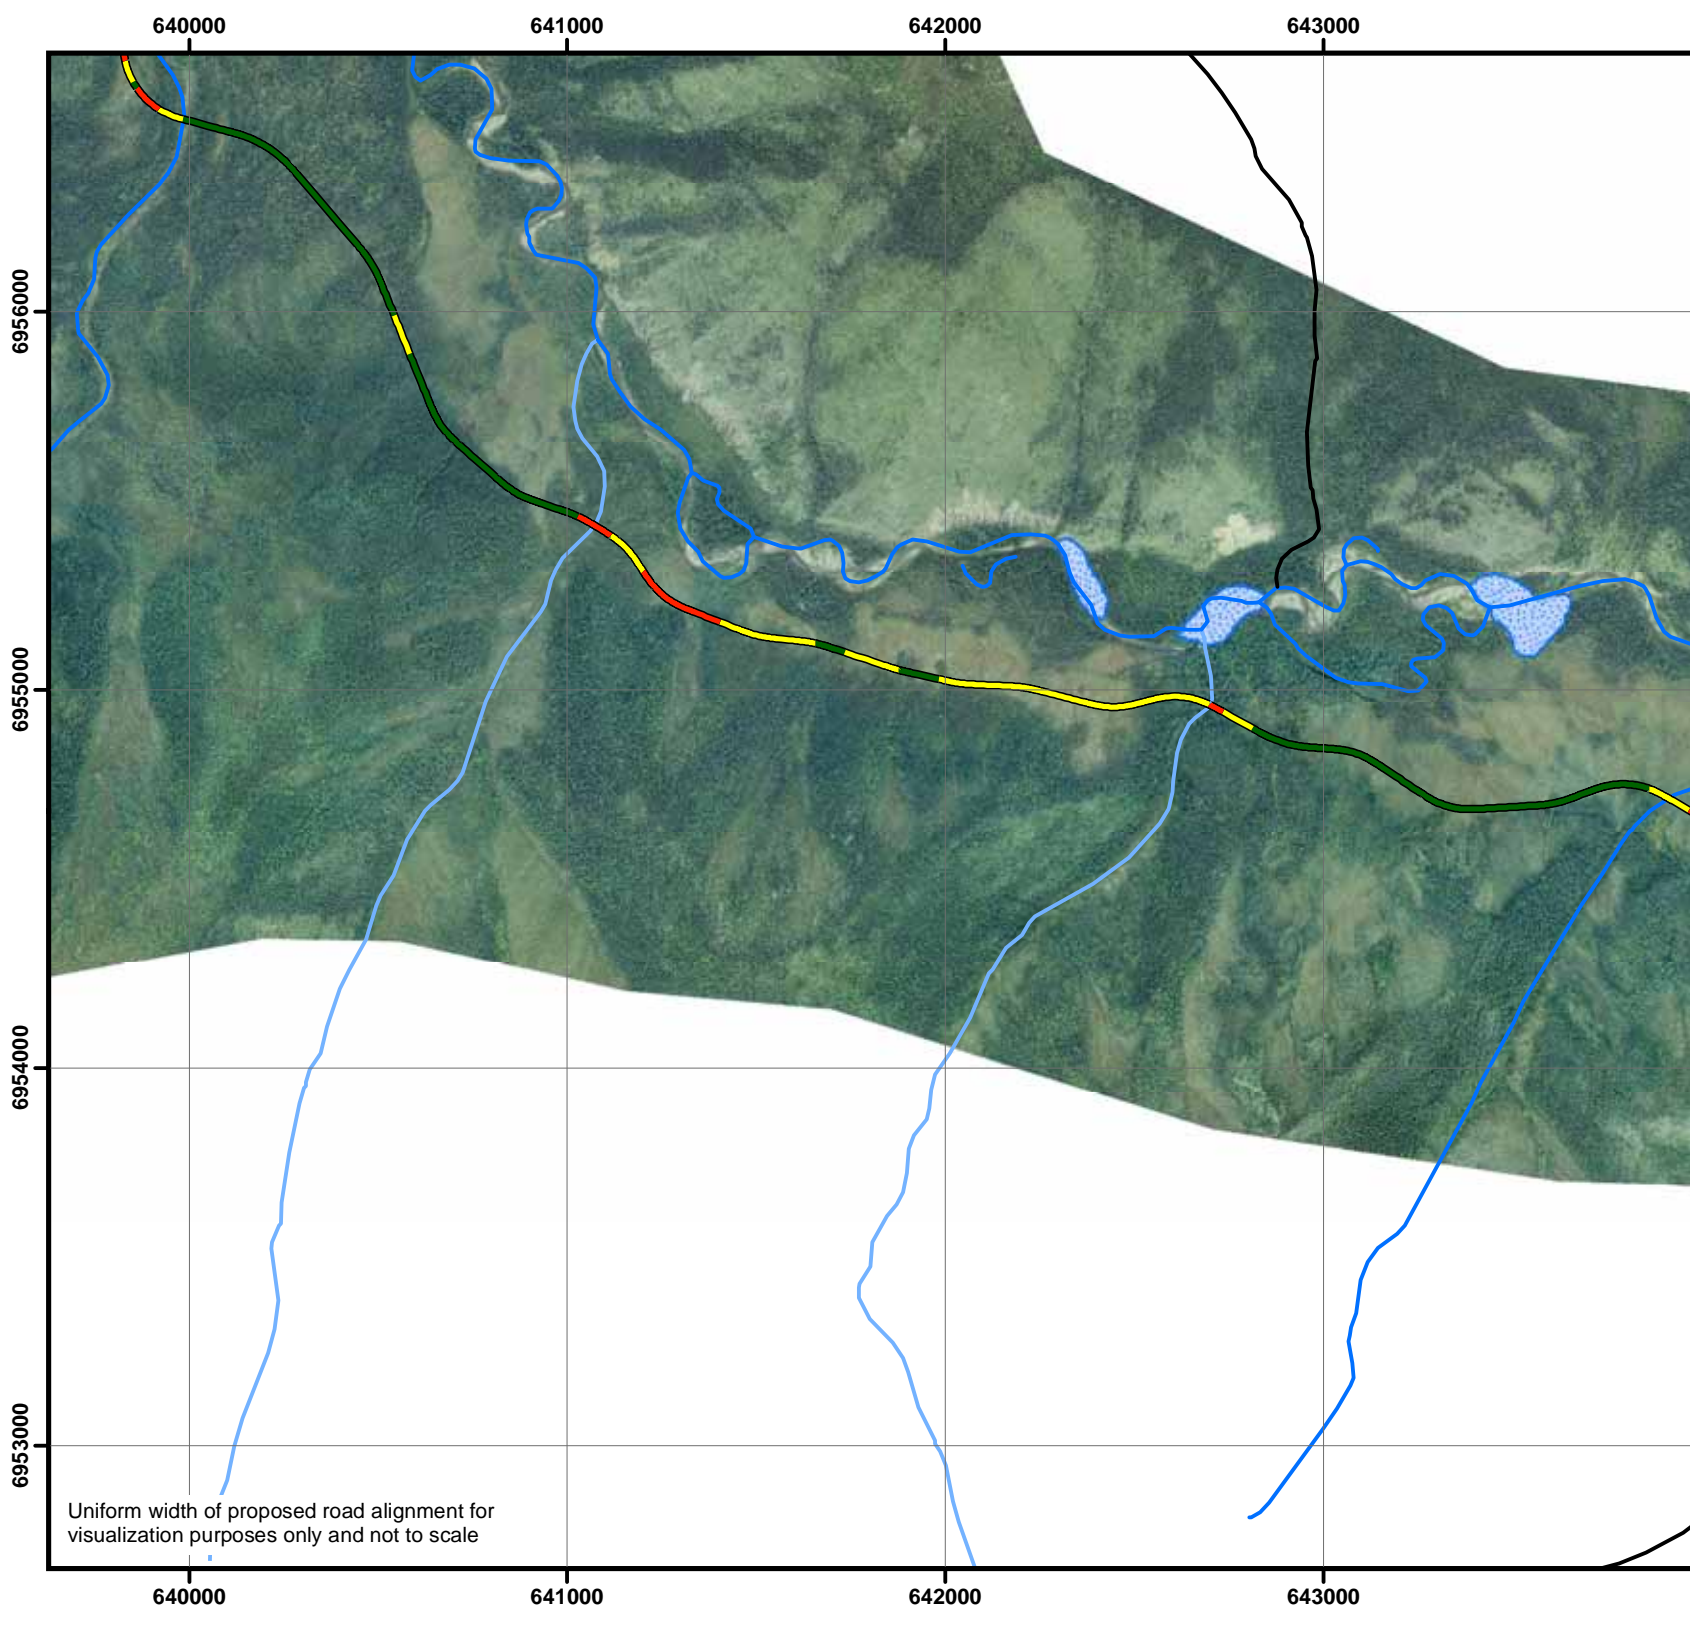 640000 641000 642000 643000
6956000
6955000
6954000
6953000
Uniform width of proposed road alignment for
visualization purposes only and not to scale
640000 641000 642000 643000